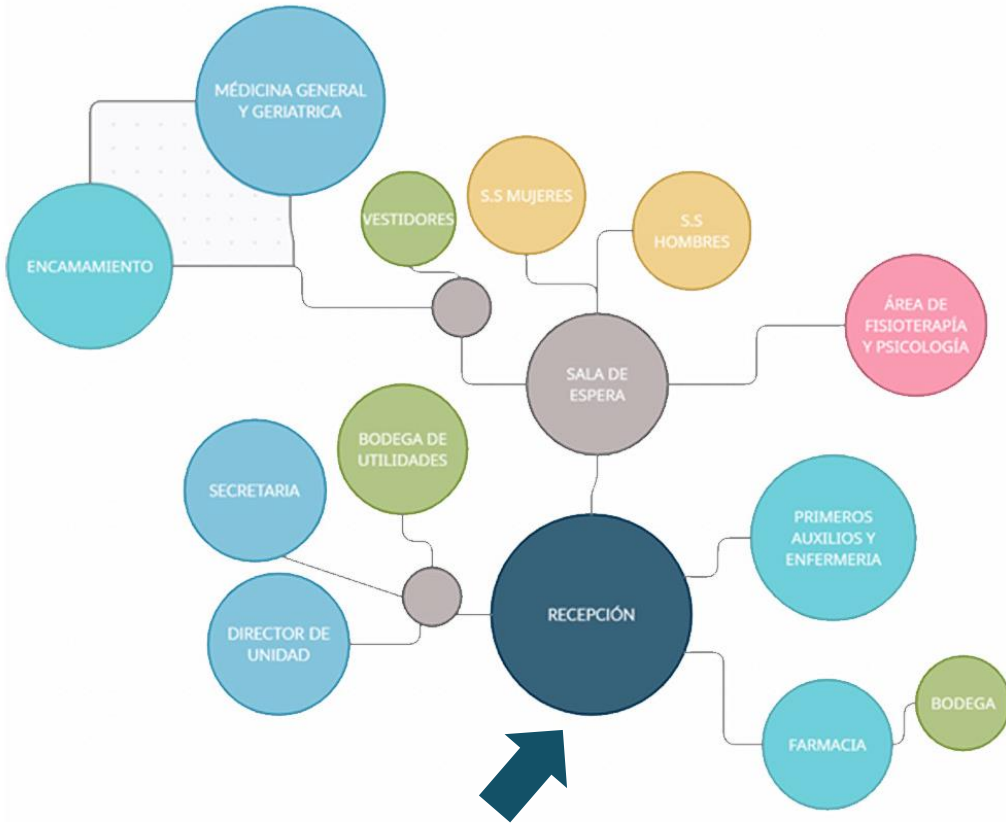 MÉDICINA GENERAL
Y GERIATRICA
ENCAMAMIENTO
VESTIDORES
S.S MUJERES
S.S
HOMBRES
ÁREA DE
FISIOTERAPÍA
Y PSICOLOGÍA
SALA DE
ESPERA
BODEGA DE
UTILIDADES
SECRETARIA
DIRECTOR DE
UNIDAD
RECEPCIÓN
PRIMEROS
AUXILIOS Y
ENFERMERIA
FARMACIA
BODEGA